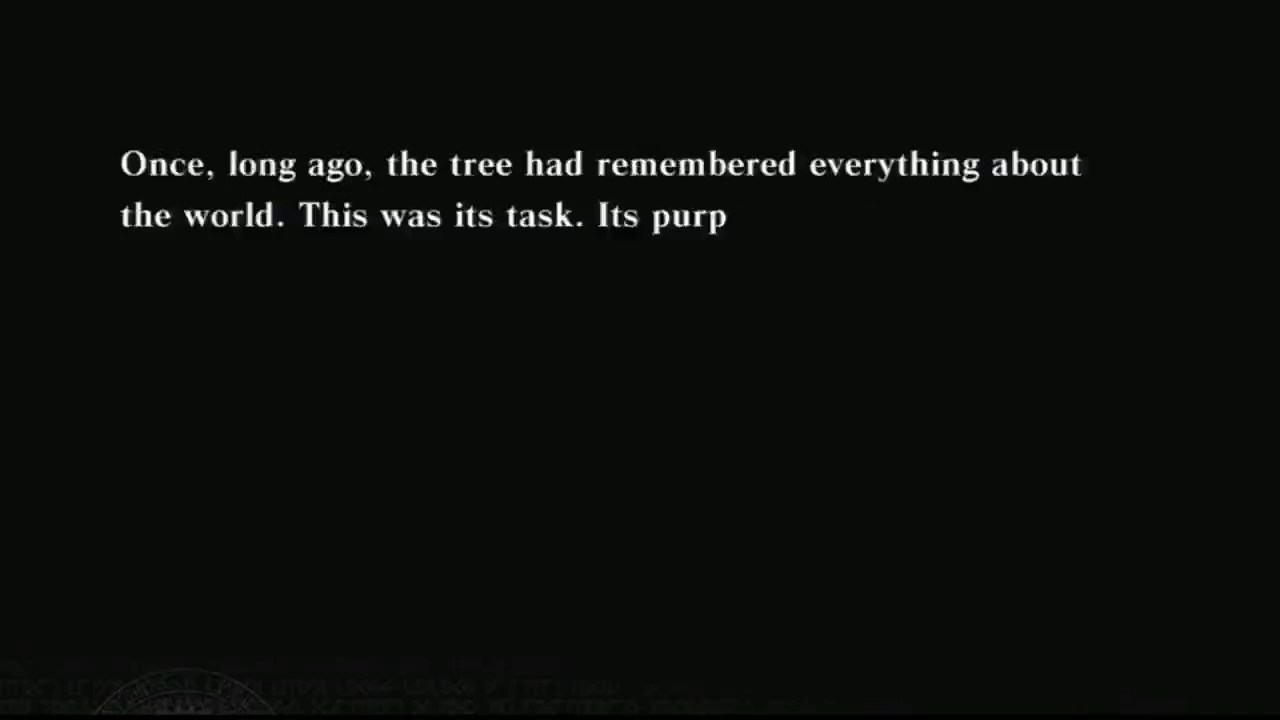 Once, long ago, the tree had remembered everything about
the world. This was its task. Its purp